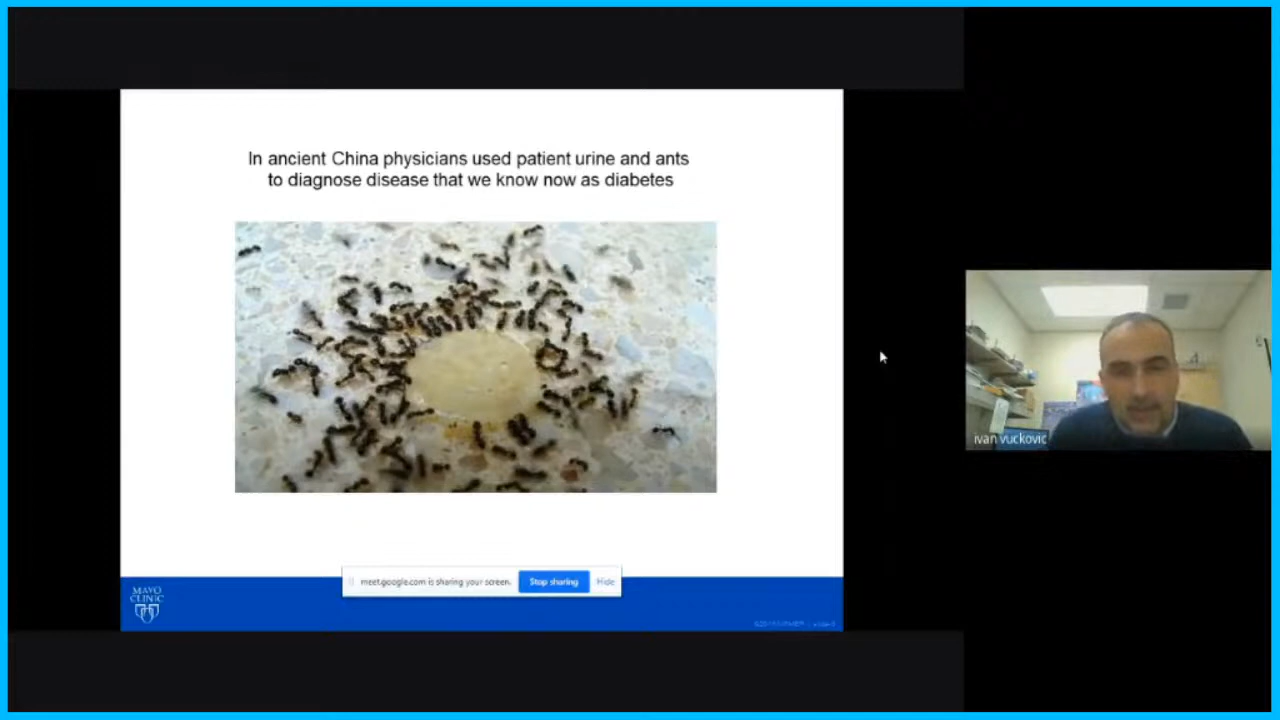 In ancient China physicians used patient urine and ants
to diagnose disease that we know now as diabetes
ivan vuckovic
meet.google.com is sharing your screen.
Stop sharing
Hide
MAYO
CLINIC